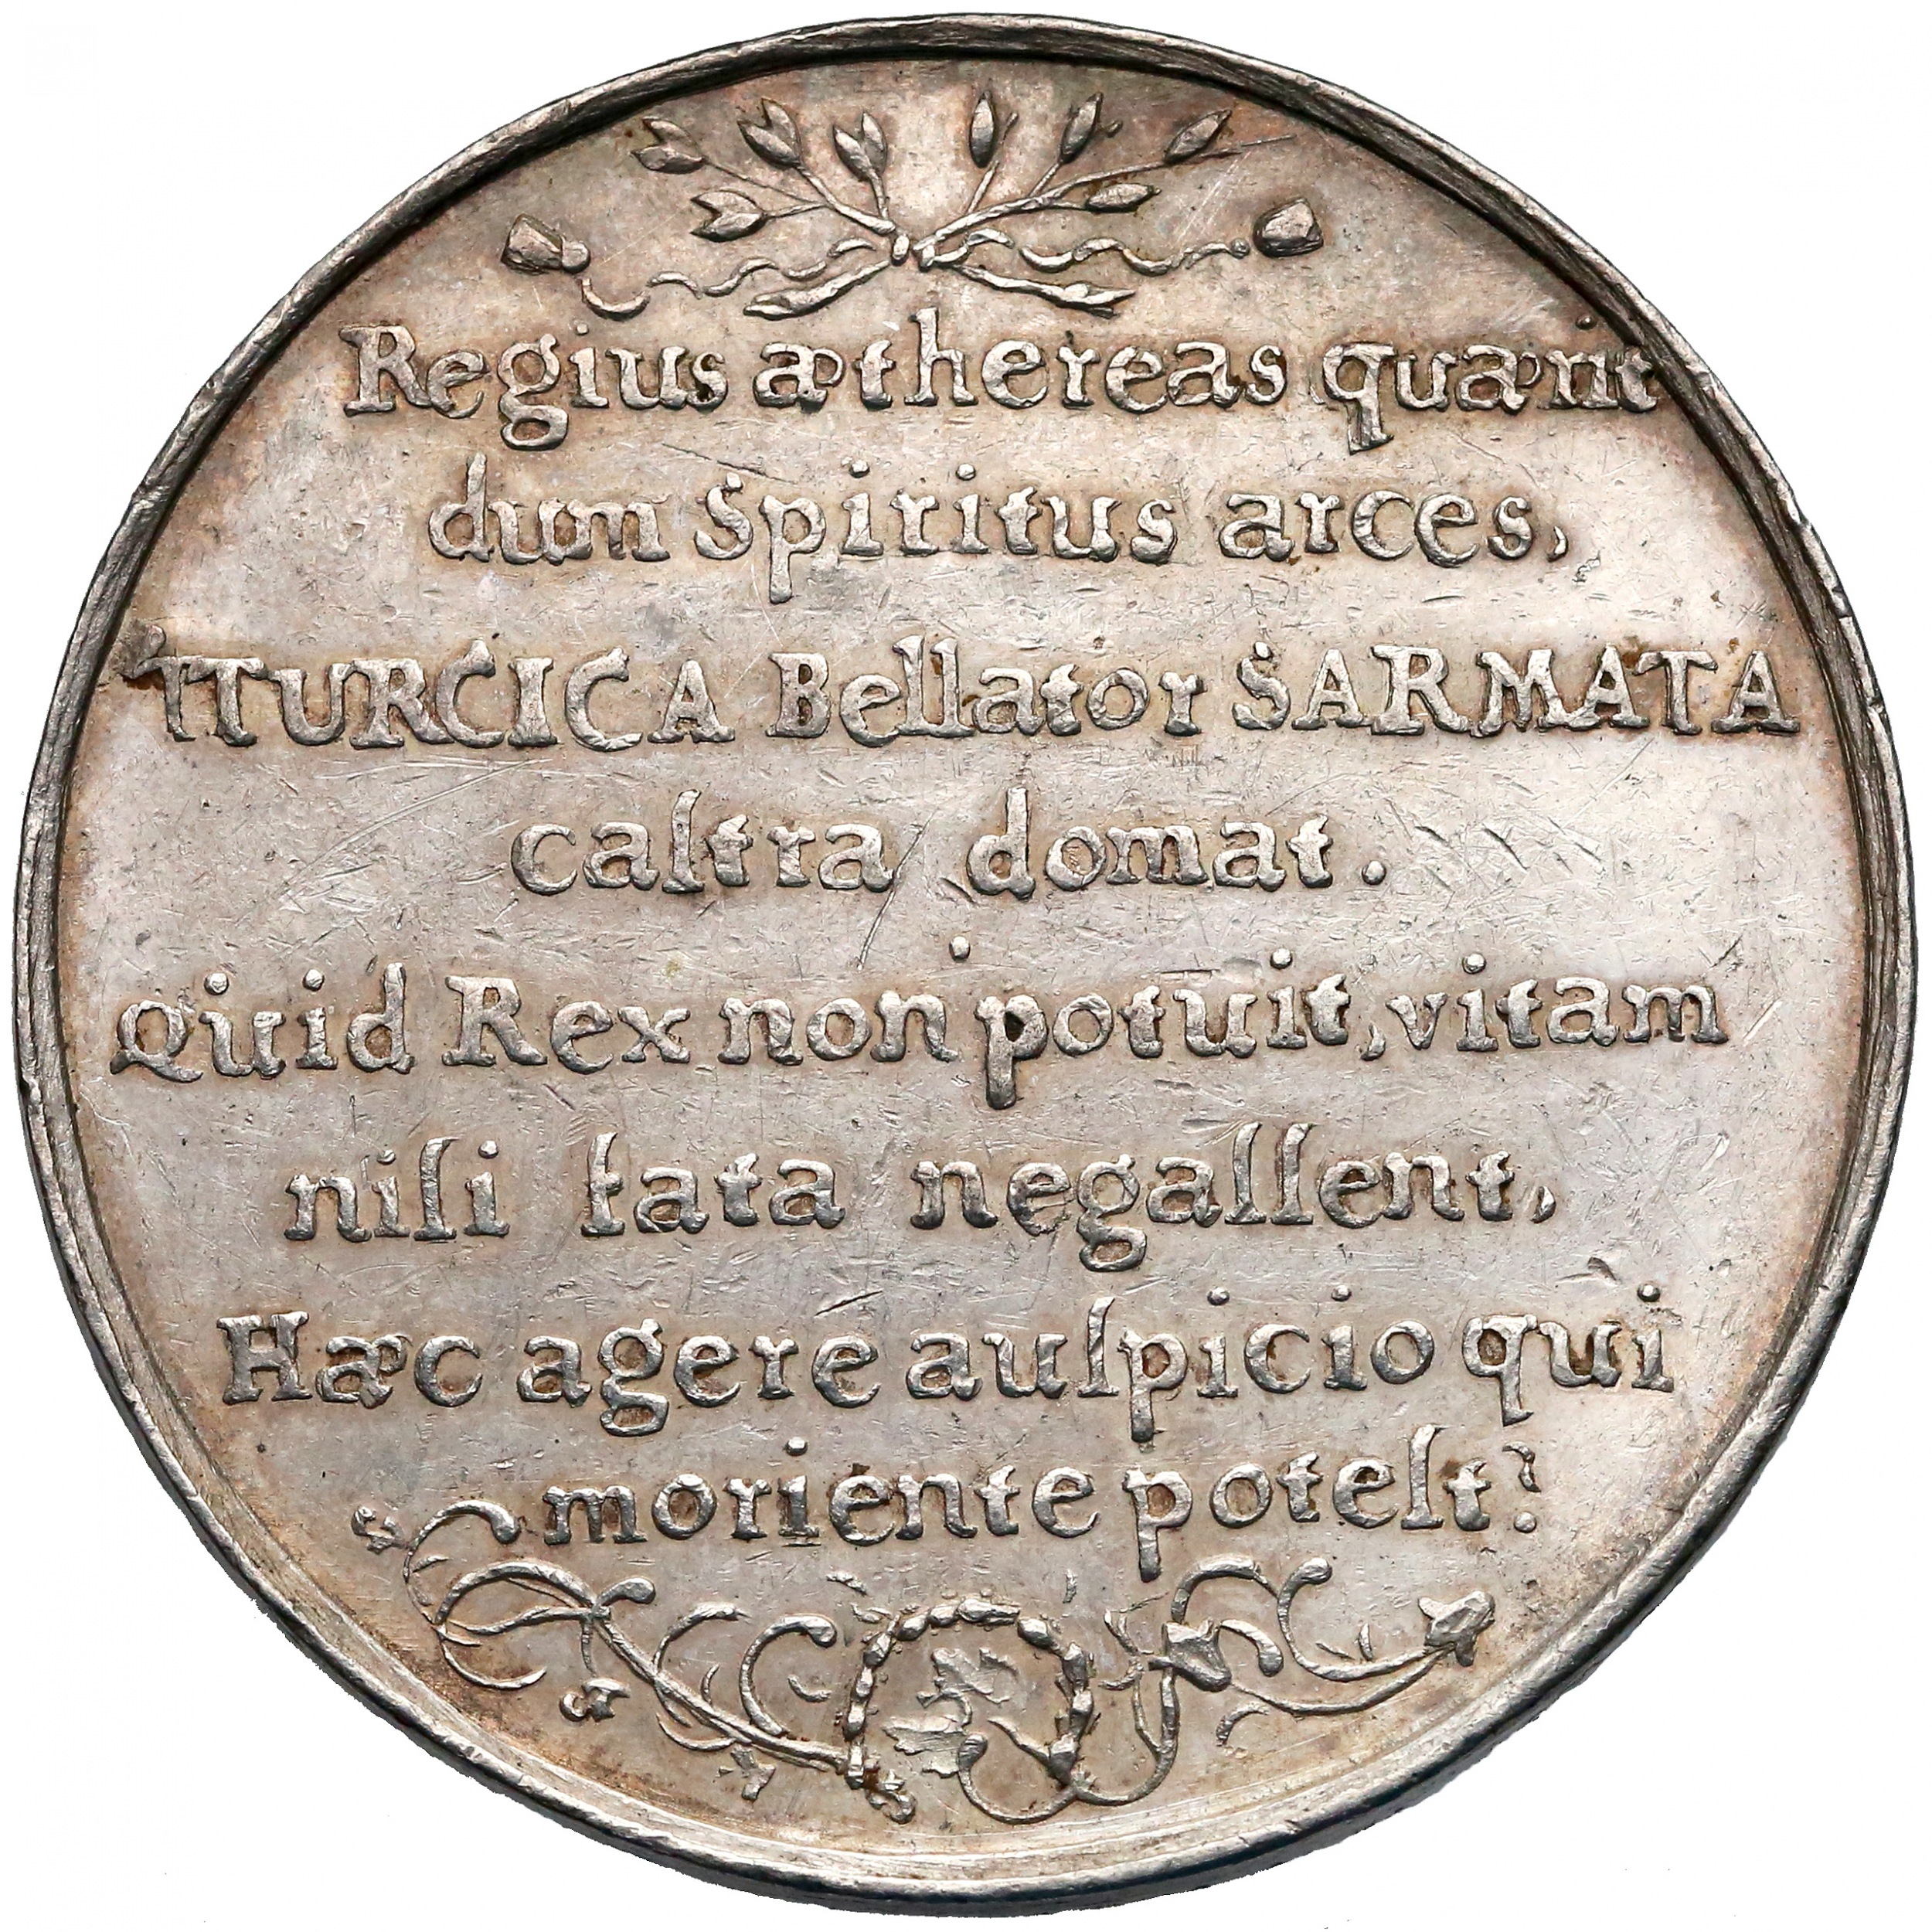 Regius æthereas quærit
dum Spiritus arces,
TURCICA Bellator SARMATA
caſtra domat.
Quid Rex non potuit, vitam
niſi fata negaſſent,
Hæc agere auſpicio qui
moriente poteſt?